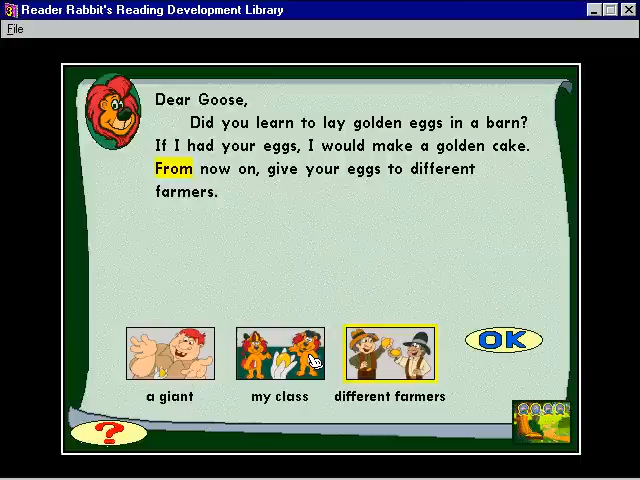 Reader Rabbit's Reading Development Library
File
Dear Goose,
Did you learn to lay golden eggs in a barn?
If I had your eggs, I would make a golden cake.
From now on, give your eggs to different
farmers.
OK
a giant
my class
different farmers
?